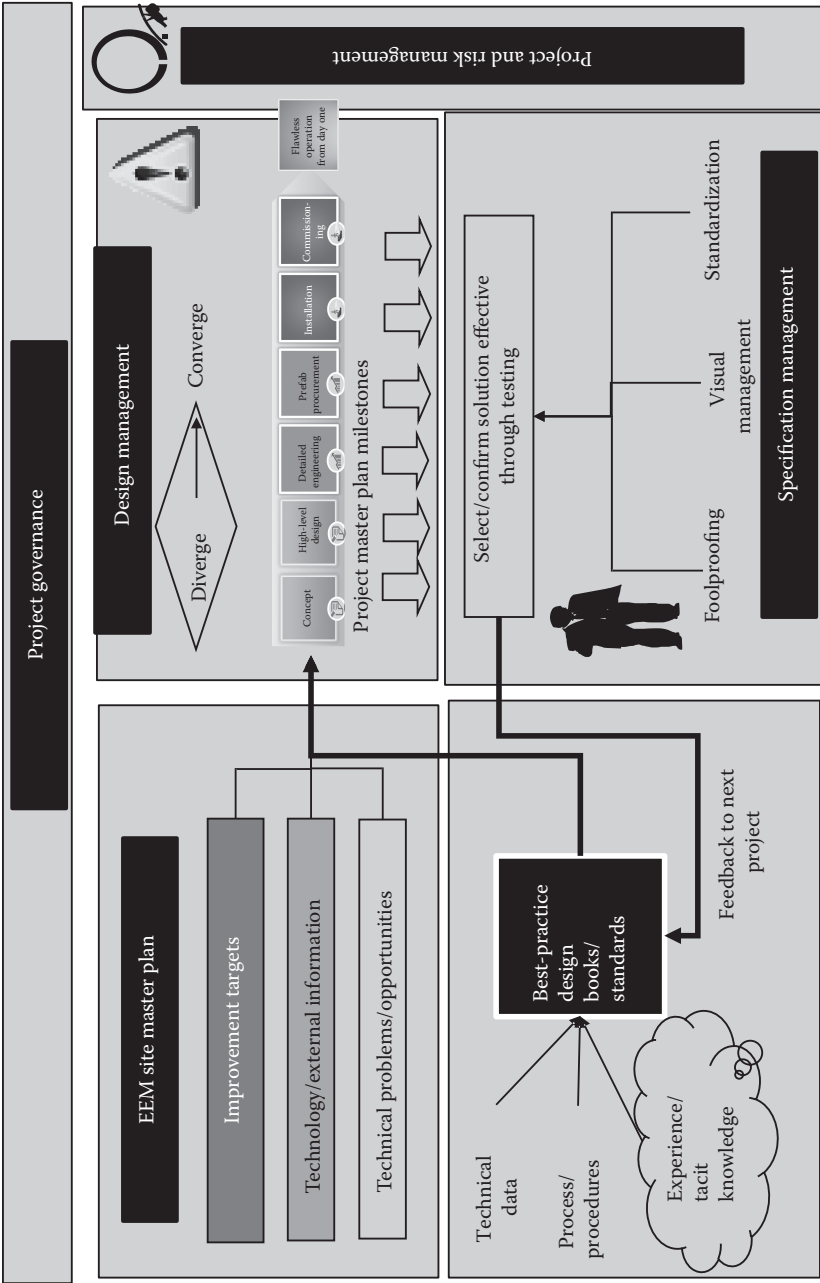 Project governance
EEM site master plan
Improvement targets
Technology/external information
Technical problems/opportunities
Design management
Diverge
Converge
Concept
High-level
design
Detailed
engineering
Prefab
procurement
Installation
Commission-
ing
Flawless
operation
from day one
Project master plan milestones
Project and risk management
Technical
data
Process/
procedures
Experience/
tacit
knowledge
Best-practice
design
books/
standards
Feedback to next
project
Select/confirm solution effective
through testing
Foolproofing
Visual
management
Standardization
Specification management